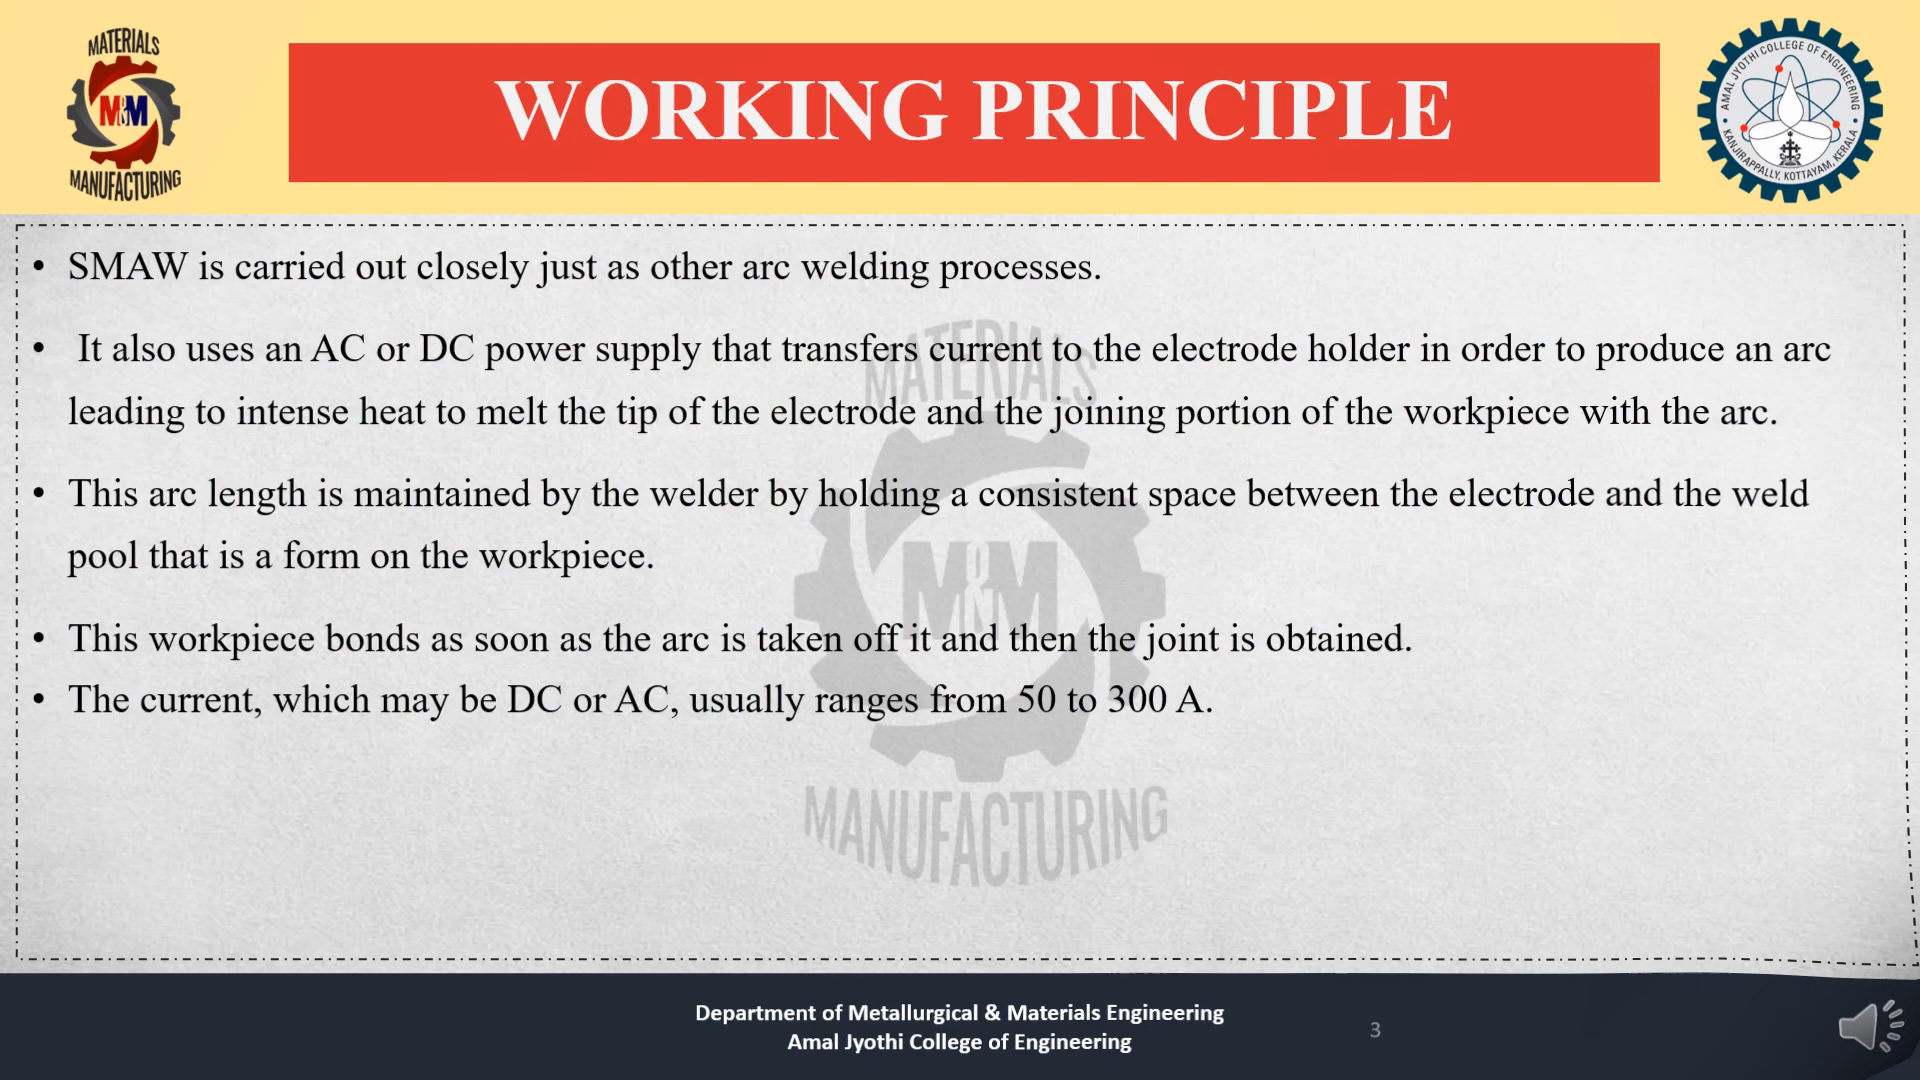 MATERIALS
M&M
MANUFACTURING
WORKING PRINCIPLE
AMAL JYOTHI COLLEGE OF ENGINEERING
KANJIRAPPALLY, KOTTAYAM, KERALA
• SMAW is carried out closely just as other arc welding processes.
• It also uses an AC or DC power supply that transfers current to the electrode holder in order to produce an arc
leading to intense heat to melt the tip of the electrode and the joining portion of the workpiece with the arc.
• This arc length is maintained by the welder by holding a consistent space between the electrode and the weld
pool that is a form on the workpiece.
• This workpiece bonds as soon as the arc is taken off it and then the joint is obtained.
• The current, which may be DC or AC, usually ranges from 50 to 300 A.
MATERIALS
M&M
MANUFACTURING
Department of Metallurgical & Materials Engineering
Amal Jyothi College of Engineering
3